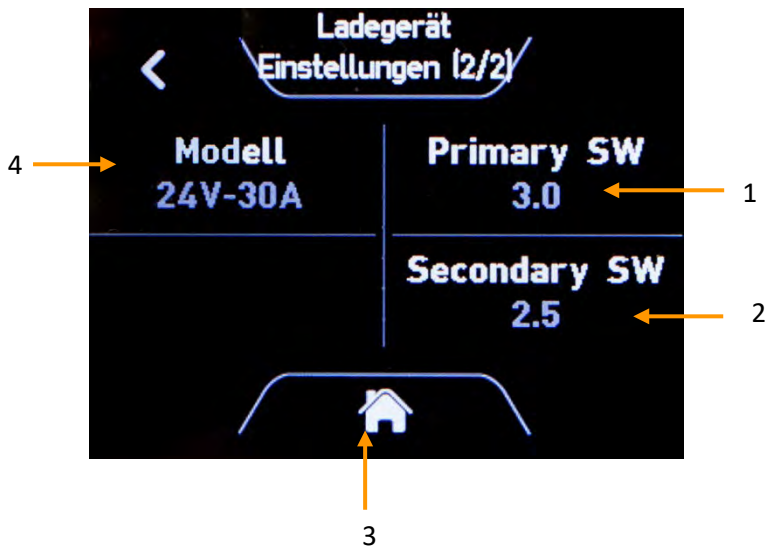 Ladegerät
Einstellungen (2/2)
Modell
24V-30A
Primary SW
3.0
Secondary SW
2.5
4
1
2
3